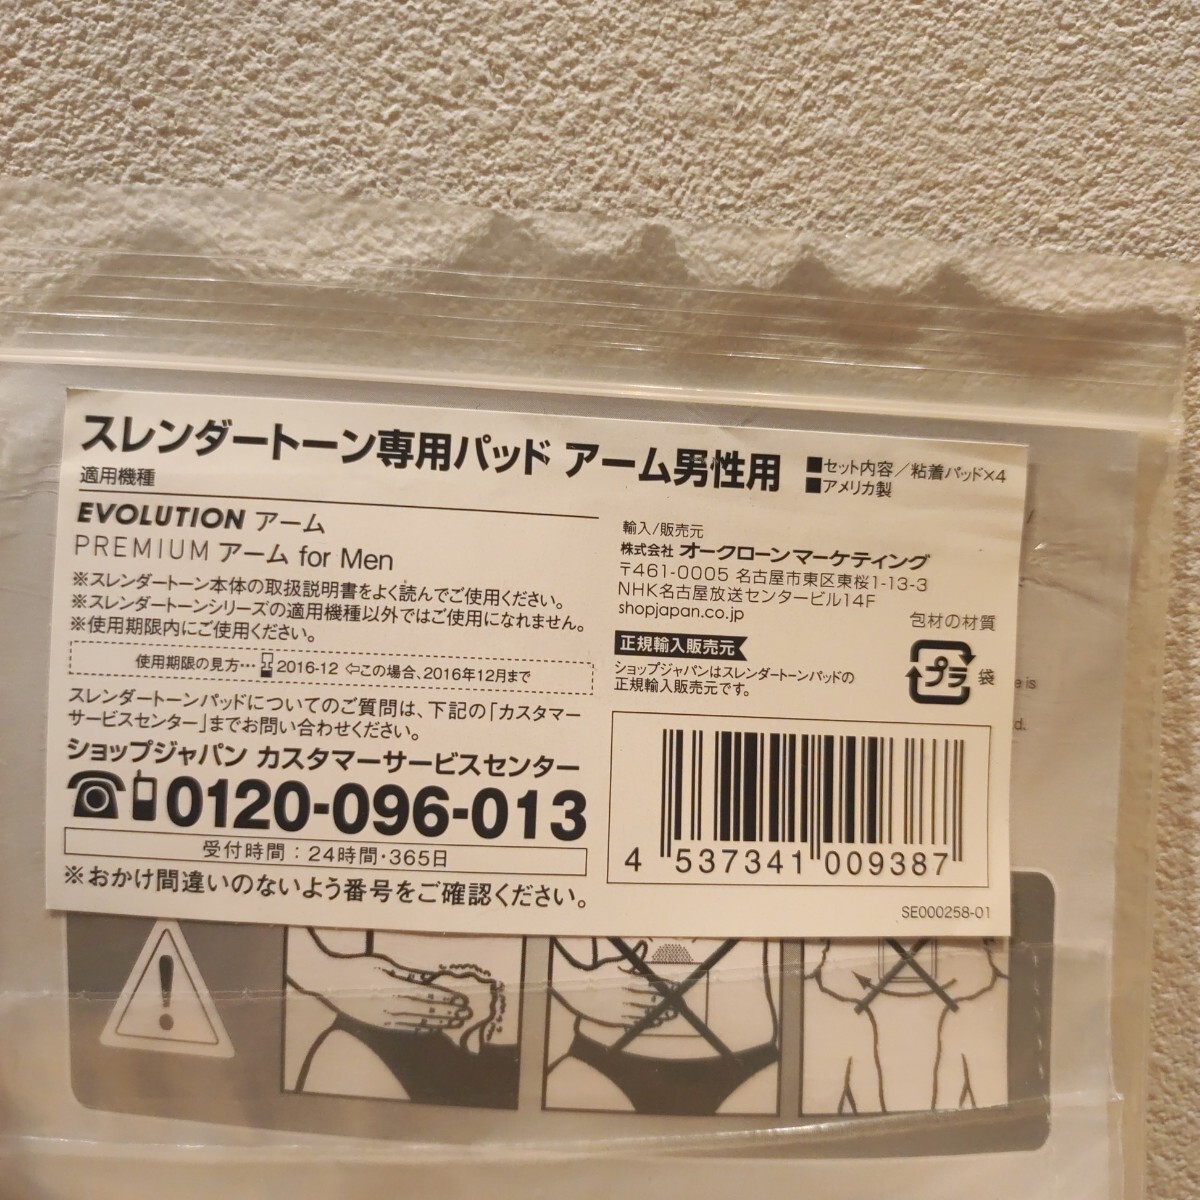 スレンダートーン専用パッド アーム男性用
■セット内容／粘着パッド×4
■アメリカ製
適用機種
EVOLUTION アーム
PREMIUM アーム for Men
※スレンダートーン本体の取扱説明書をよく読んでご使用ください。
※スレンダートーンシリーズの適用機種以外ではご使用になれません。
※使用期限内にご使用ください。
使用期限の見方… 2016-12 ⇦この場合、2016年12月まで
スレンダートーンパッドについてのご質問は、下記の「カスタマー
サービスセンター」までお問い合わせください。
ショップジャパン カスタマーサービスセンター
0120-096-013
受付時間：24時間・365日
※おかけ間違いのないよう番号をご確認ください。
輸入/販売元
株式会社 オークローンマーケティング
〒461-0005 名古屋市東区東桜1-13-3
NHK名古屋放送センタービル14F
shopjapan.co.jp
正規輸入販売元
ショップジャパンはスレンダートーンパッドの
正規輸入販売元です。
包材の材質
プラ 袋
4 537341 009387
SE000258-01
is
d.